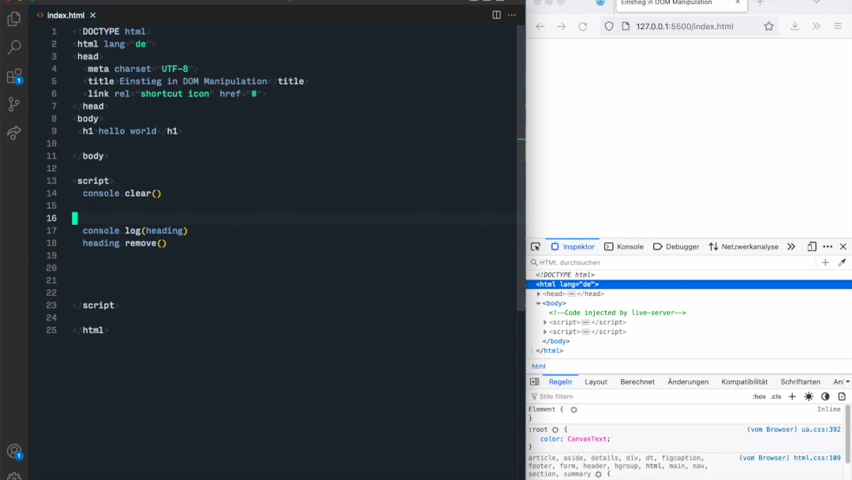 index.html
1 <!DOCTYPE html>
2 <html lang="de">
3 <head>
4 <meta charset="UTF-8">
5 <title>Einstieg in DOM Manipulation</title>
6 <link rel="shortcut icon" href="#">
7 </head>
8 <body>
9 <h1>hello world</h1>
10
11 </body>
12
13 <script>
14 console.clear()
15
16
17 console.log(heading)
18 heading.remove()
19
20
21
22
23 </script>
24
25 </html>
1
1
Einstieg in DOM Manipulation
127.0.0.1:5500/index.html
Inspektor Konsole Debugger Netzwerkanalyse
HTML durchsuchen
<!DOCTYPE html>
<html lang="de">
<head></head>
<body>
<!--Code injected by live-server-->
<script></script>
<script></script>
</body>
</html>
html
Regeln Layout Berechnet Änderungen Kompatibilität Schriftarten An
Stile filtern :hov .cls
Element { Inline
}
:root { (vom Browser) ua.css:392
color: CanvasText;
}
article, aside, details, div, dt, figcaption, (vom Browser) html.css:109
footer, form, header, hgroup, html, main, nav,
section, summary {